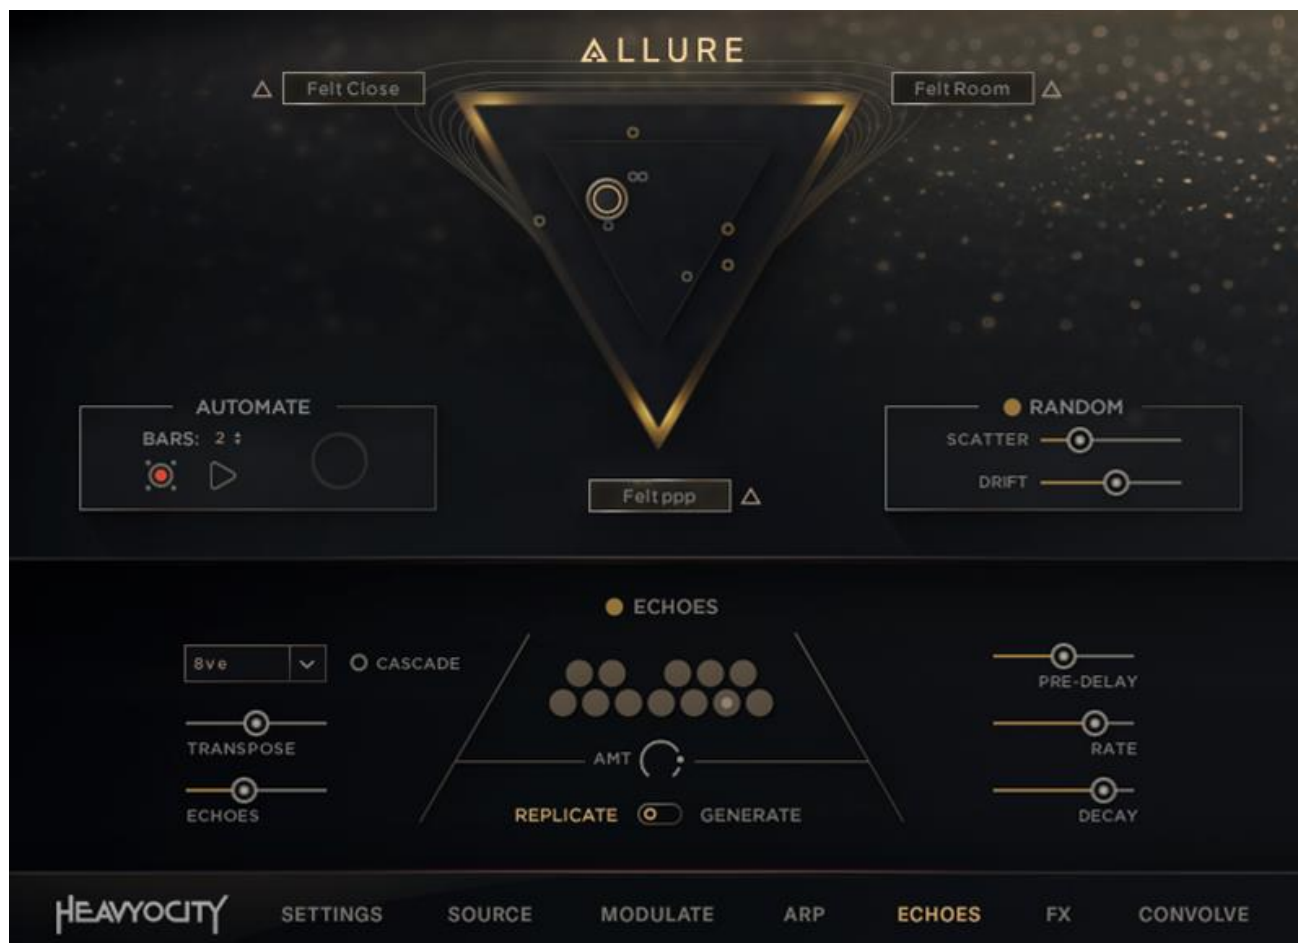 ALLURE
Felt Close
Felt Room
AUTOMATE
BARS: 2
RANDOM
SCATTER
DRIFT
Felt ppp
ECHOES
8ve
CASCADE
TRANSPOSE
ECHOES
AMT
REPLICATE GENERATE
PRE-DELAY
RATE
DECAY
HEAVYOCITY SETTINGS SOURCE MODULATE ARP ECHOES FX CONVOLVE